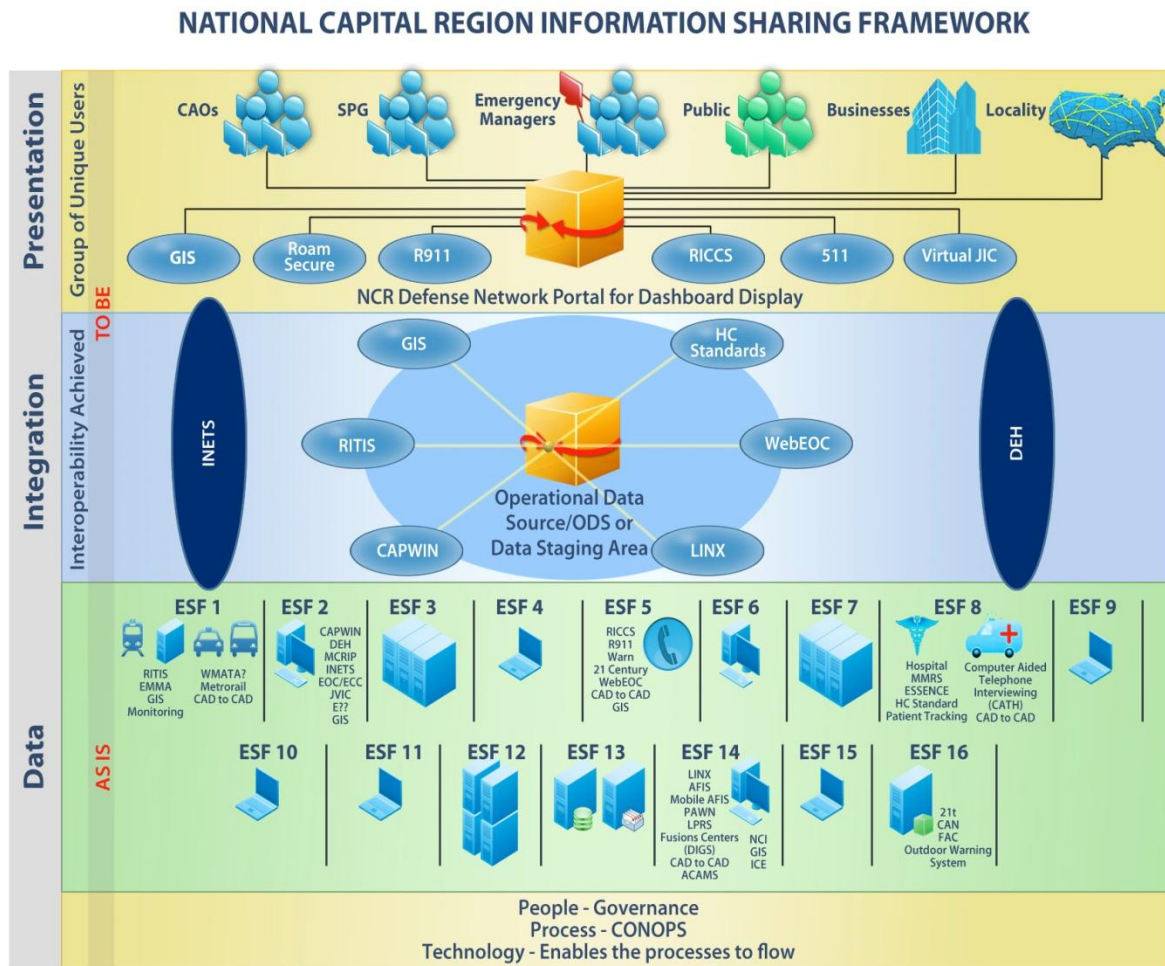 NATIONAL CAPITAL REGION INFORMATION SHARING FRAMEWORK
Presentation
Group of Unique Users
CAOs
SPG
Emergency
Managers
Public
Businesses
Locality
GIS
Roam
Secure
R911
RICCS
511
Virtual JIC
NCR Defense Network Portal for Dashboard Display
TO BE
Integration
Interoperability Achieved
INETS
GIS
HC
Standards
RITIS
WebEOC
Operational Data
Source/ODS or
Data Staging Area
CAPWIN
LINX
DEH
Data
AS IS
ESF 1
RITIS
EMMA
GIS
Monitoring
WMATA?
Metrorail
CAD to CAD
ESF 2
CAPWIN
DEH
MCRIP
INETS
EOC/ECC
JVIC
E??
GIS
ESF 3
ESF 4
ESF 5
RICCS
R911
Warn
21 Century
WebEOC
CAD to CAD
GIS
ESF 6
ESF 7
ESF 8
Hospital
MMRS
ESSENCE
HC Standard
Patient Tracking
Computer Aided
Telephone
Interviewing
(CATH)
CAD to CAD
ESF 9
ESF 10
ESF 11
ESF 12
ESF 13
ESF 14
LINX
AFIS
Mobile AFIS
PAWN
LPRS
Fusions Centers
(DIGS)
CAD to CAD
ACAMS
NCI
GIS
ICE
ESF 15
ESF 16
21t
CAN
FAC
Outdoor Warning
System
People - Governance
Process - CONOPS
Technology - Enables the processes to flow